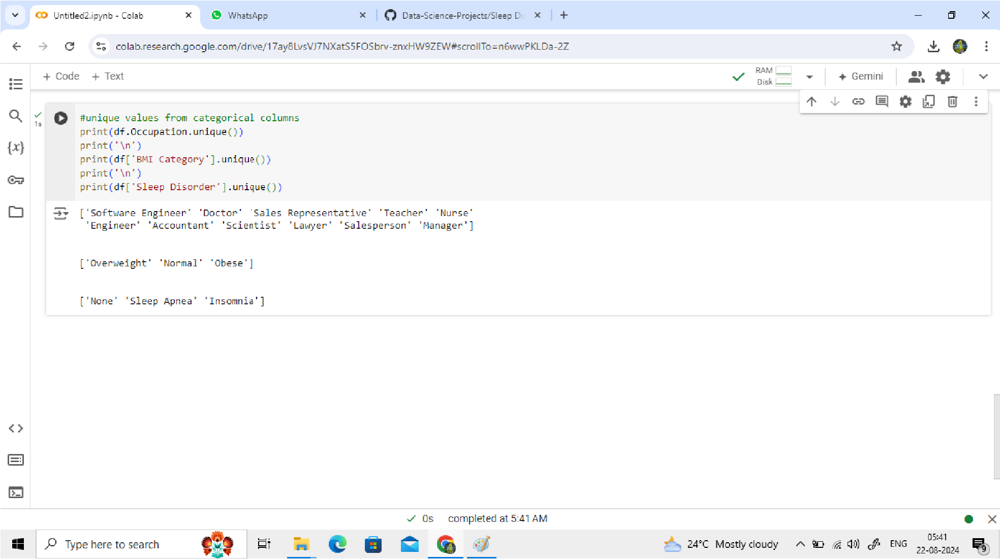 Untitled2.ipynb - Colab
WhatsApp
Data-Science-Projects/Sleep Dis
colab.research.google.com/drive/17ay8LvsVJ7NXatS5FOSbrv-znxHW9ZEW#scrollTo=n6wwPKLDa-2Z
+ Code + Text
RAM
Disk
Gemini
1s
#unique values from categorical columns
print(df.Occupation.unique())
print('\n')
print(df['BMI Category'].unique())
print('\n')
print(df['Sleep Disorder'].unique())
['Software Engineer' 'Doctor' 'Sales Representative' 'Teacher' 'Nurse'
'Engineer' 'Accountant' 'Scientist' 'Lawyer' 'Salesperson' 'Manager']
['Overweight' 'Normal' 'Obese']
['None' 'Sleep Apnea' 'Insomnia']
{x}
0s completed at 5:41 AM
Type here to search
24°C Mostly cloudy
ENG
05:41
22-08-2024
9